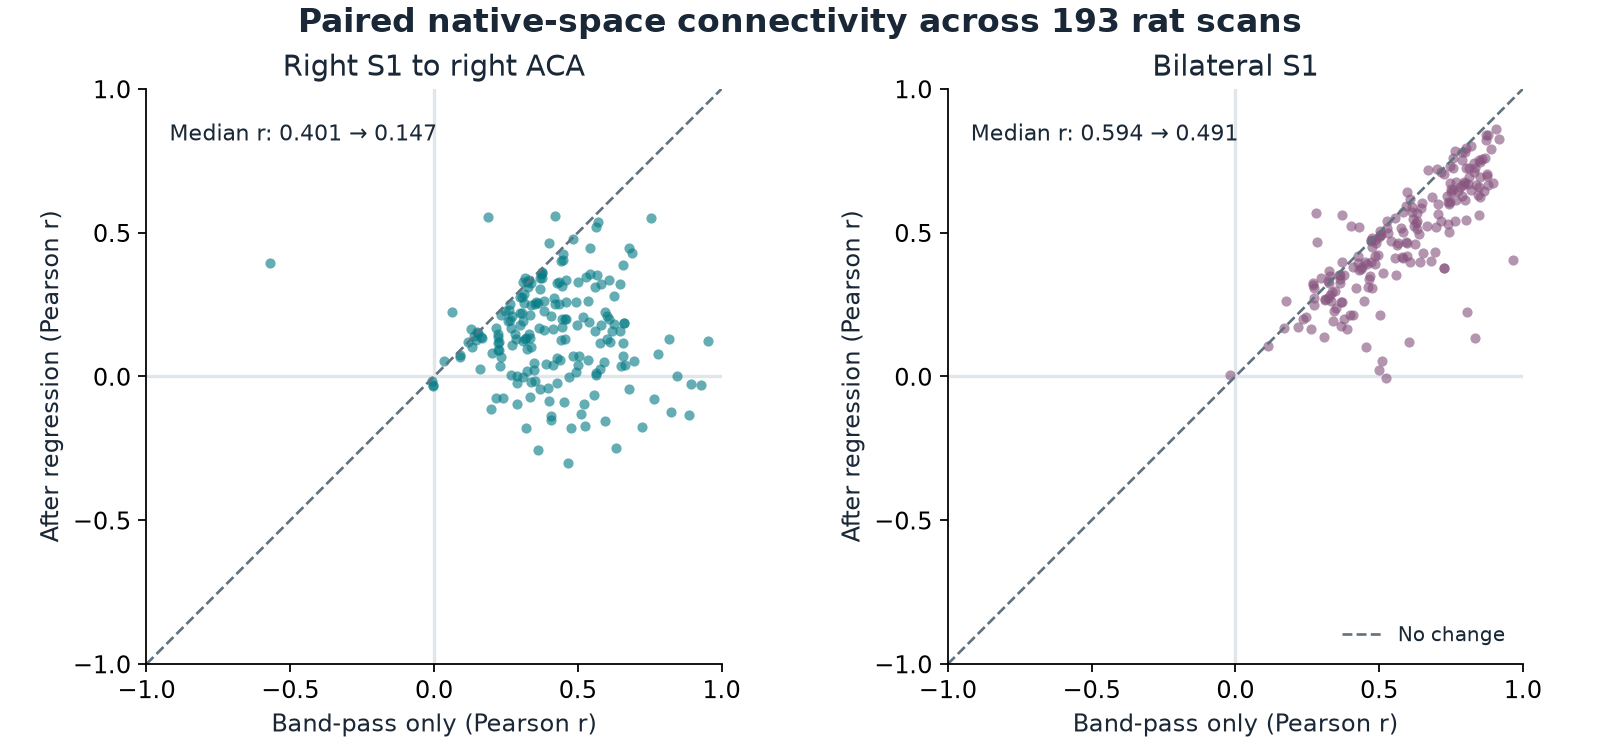 Paired native-space connectivity across 193 rat scans
Right S1 to right ACA
Median r: 0.401 → 0.147
After regression (Pearson r)
1.0
0.5
0.0
−0.5
−1.0
−1.0 −0.5 0.0 0.5 1.0
Band-pass only (Pearson r)
Bilateral S1
Median r: 0.594 → 0.491
After regression (Pearson r)
1.0
0.5
0.0
−0.5
−1.0
No change
−1.0 −0.5 0.0 0.5 1.0
Band-pass only (Pearson r)